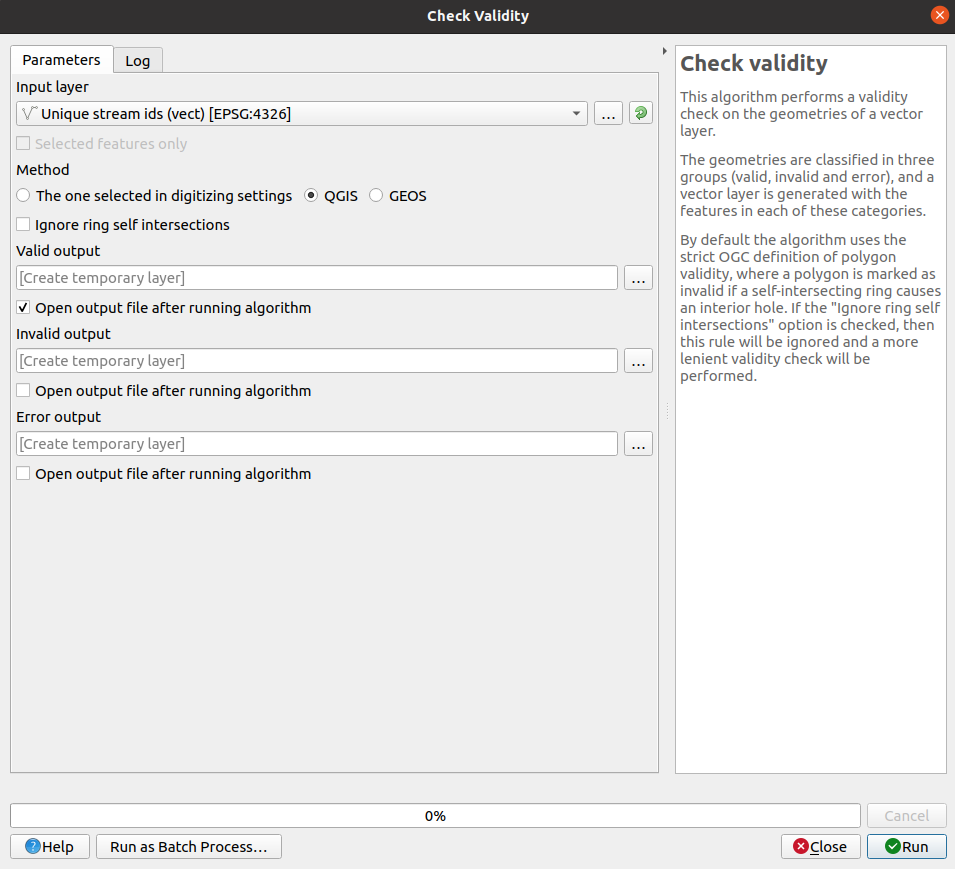 Check Validity
Parameters
Log
Input layer
Unique stream ids (vect) [EPSG:4326]
...
Selected features only
Method
The one selected in digitizing settings
QGIS
GEOS
Ignore ring self intersections
Valid output
[Create temporary layer]
...
Open output file after running algorithm
Invalid output
[Create temporary layer]
...
Open output file after running algorithm
Error output
[Create temporary layer]
...
Open output file after running algorithm
Check validity
This algorithm performs a validity
check on the geometries of a vector
layer.
The geometries are classified in three
groups (valid, invalid and error), and a
vector layer is generated with the
features in each of these categories.
By default the algorithm uses the
strict OGC definition of polygon
validity, where a polygon is marked as
invalid if a self-intersecting ring causes
an interior hole. If the "Ignore ring self
intersections" option is checked, then
this rule will be ignored and a more
lenient validity check will be
performed.
0%
Cancel
Help
Run as Batch Process...
Close
Run